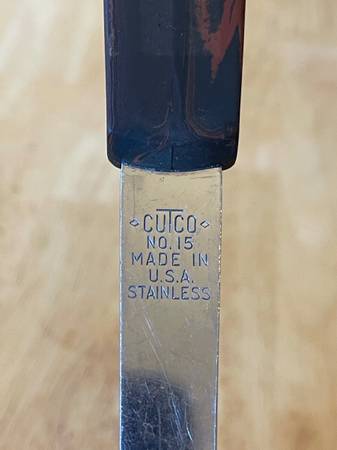 CUTCO
NO.15
MADE IN
U.S.A.
STAINLESS